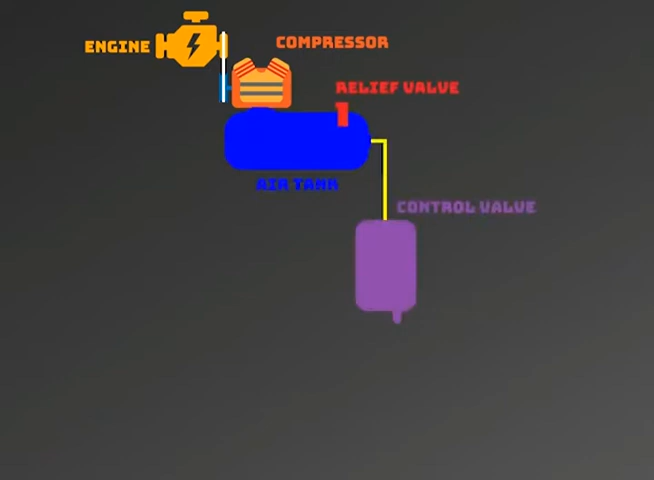 ENGINE
COMPRESSOR
RELIEF VALVE
AIR TANK
CONTROL VALVE